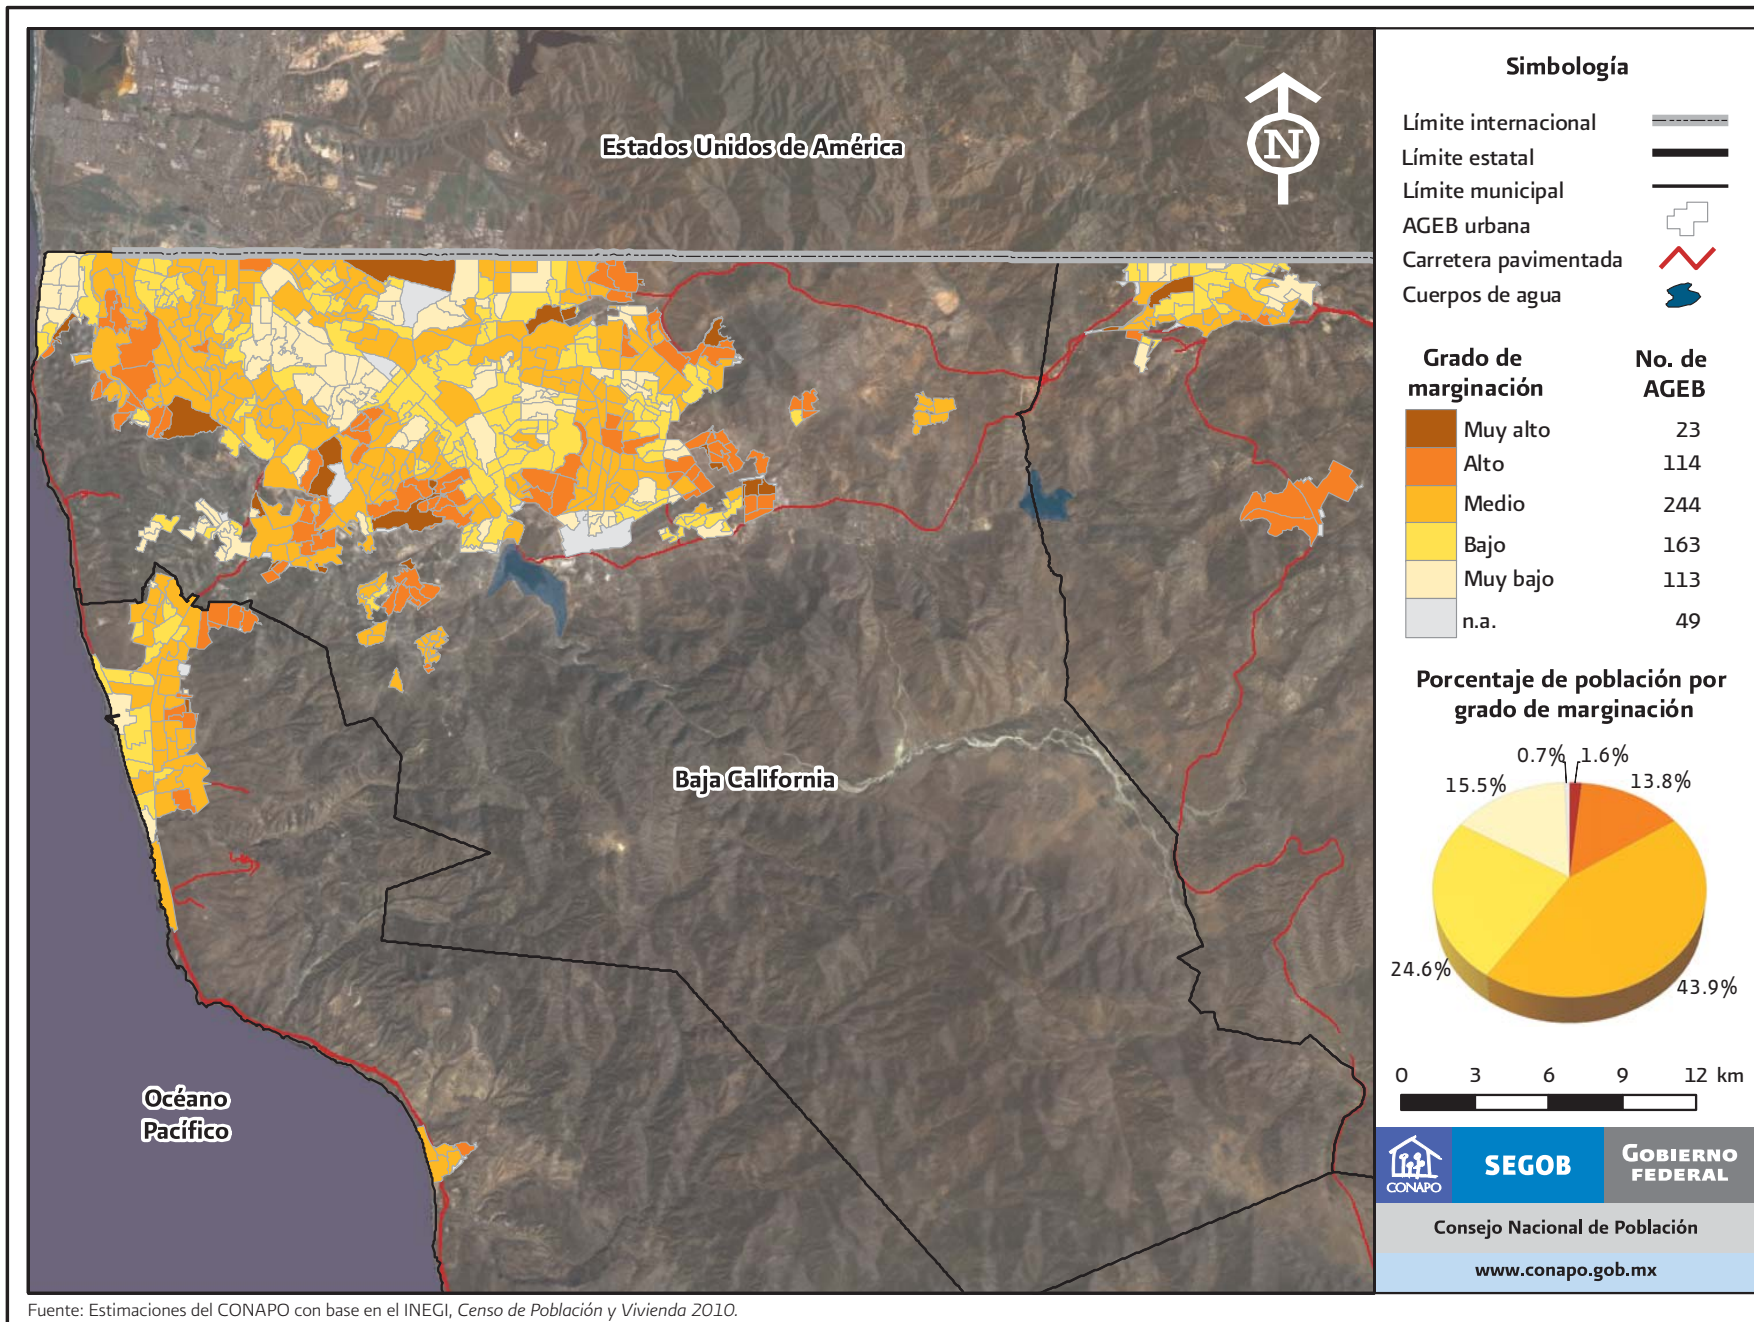 Estados Unidos de América
N
Baja California
Océano
Pacífico
Simbología
Límite internacional
Límite estatal
Límite municipal
AGEB urbana
Carretera pavimentada
Cuerpos de agua
Grado de marginación
No. de AGEB
Muy alto 23
Alto 114
Medio 244
Bajo 163
Muy bajo 113
n.a. 49
Porcentaje de población por
grado de marginación
0.7% 1.6%
15.5% 13.8%
24.6%
43.9%
0 3 6 9 12 km
CONAPO
SEGOB
GOBIERNO
FEDERAL
Consejo Nacional de Población
www.conapo.gob.mx
Fuente: Estimaciones del CONAPO con base en el INEGI, Censo de Población y Vivienda 2010.